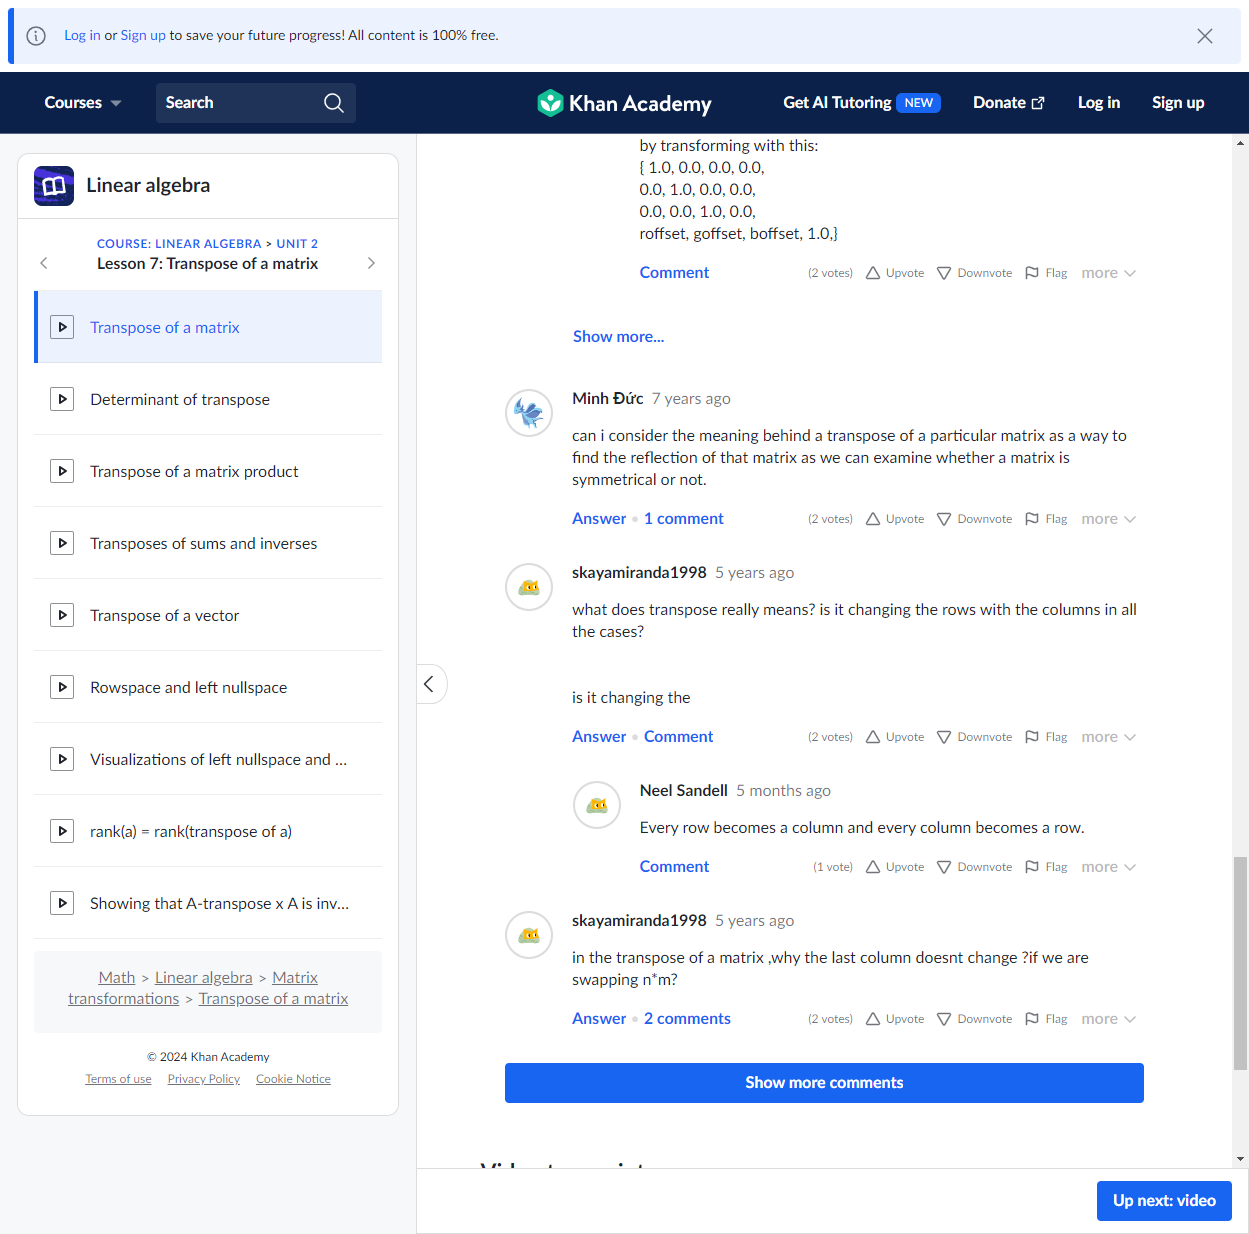 Log in or Sign up to save your future progress! All content is 100% free.
Courses
Search
Khan Academy
Get AI Tutoring NEW
Donate
Log in
Sign up
Linear algebra
COURSE: LINEAR ALGEBRA > UNIT 2
Lesson 7: Transpose of a matrix
Transpose of a matrix
Determinant of transpose
Transpose of a matrix product
Transposes of sums and inverses
Transpose of a vector
Rowspace and left nullspace
Visualizations of left nullspace and ...
rank(a) = rank(transpose of a)
Showing that A-transpose x A is inv...
Math > Linear algebra > Matrix
transformations > Transpose of a matrix
© 2024 Khan Academy
Terms of use Privacy Policy Cookie Notice
by transforming with this:
{ 1.0, 0.0, 0.0, 0.0,
0.0, 1.0, 0.0, 0.0,
0.0, 0.0, 1.0, 0.0,
roffset, goffset, boffset, 1.0,}
Comment (2 votes) Upvote Downvote Flag more
Show more...
Minh Đức 7 years ago
can i consider the meaning behind a transpose of a particular matrix as a way to
find the reflection of that matrix as we can examine whether a matrix is
symmetrical or not.
Answer • 1 comment (2 votes) Upvote Downvote Flag more
skayamiranda1998 5 years ago
what does transpose really means? is it changing the rows with the columns in all
the cases?
is it changing the
Answer • Comment (2 votes) Upvote Downvote Flag more
Neel Sandell 5 months ago
Every row becomes a column and every column becomes a row.
Comment (1 vote) Upvote Downvote Flag more
skayamiranda1998 5 years ago
in the transpose of a matrix ,why the last column doesnt change ?if we are
swapping n*m?
Answer • 2 comments (2 votes) Upvote Downvote Flag more
Show more comments
Up next: video